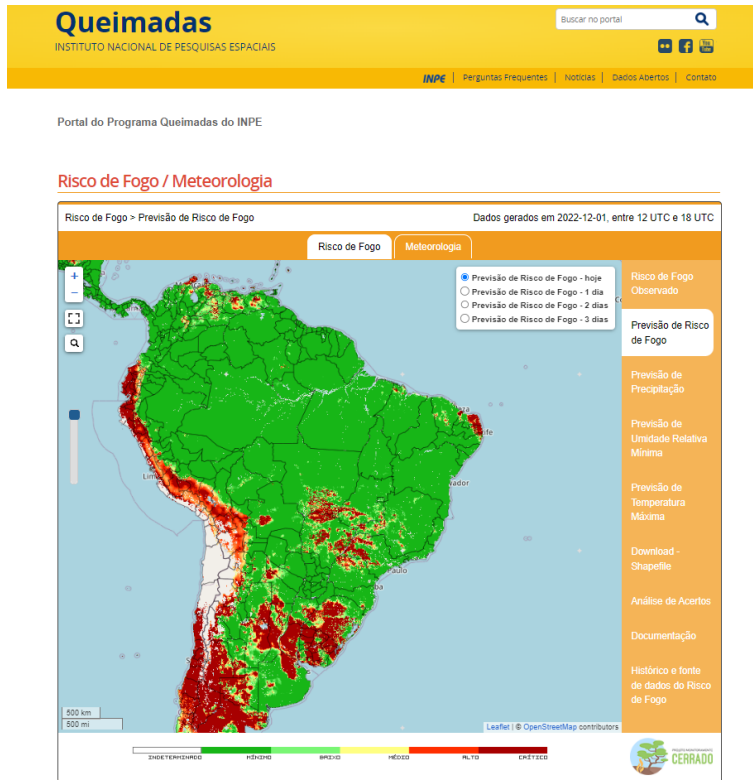 Queimadas
INSTITUTO NACIONAL DE PESQUISAS ESPACIAIS
Buscar no portal
You Tube
INPE | Perguntas Frequentes | Notícias | Dados Abertos | Contato
Portal do Programa Queimadas do INPE
Risco de Fogo / Meteorologia
Risco de Fogo > Previsão de Risco de Fogo
Dados gerados em 2022-12-01, entre 12 UTC e 18 UTC
Risco de Fogo
Meteorologia
+
−
Previsão de Risco de Fogo - hoje
Previsão de Risco de Fogo - 1 dia
Previsão de Risco de Fogo - 2 dias
Previsão de Risco de Fogo - 3 dias
Risco de Fogo
Observado
Previsão de Risco
de Fogo
Previsão de
Precipitação
Previsão de
Umidade Relativa
Mínima
Previsão de
Temperatura
Máxima
Download -
Shapefile
Análise de Acertos
Documentação
Histórico e fonte
de dados do Risco
de Fogo
Lim
vador
aulo
500 km
500 mi
Leaflet | © OpenStreetMap contributors
INDETERMINADO
MÍNIMO
BAIXO
MÉDIO
ALTO
CRÍTICO
CERRADO